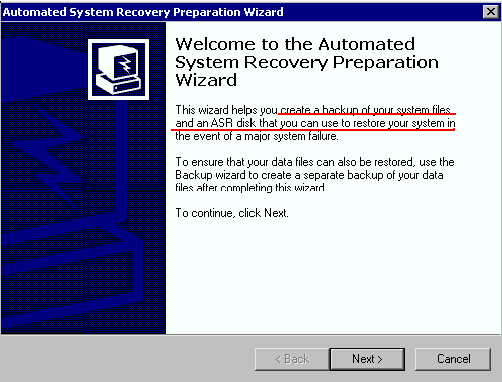 Automated System Recovery Preparation Wizard
Welcome to the Automated
System Recovery Preparation
Wizard
This wizard helps you create a backup of your system files
and an ASR disk that you can use to restore your system in
the event of a major system failure.
To ensure that your data files can also be restored, use the
Backup wizard to create a separate backup of your data
files after completing this wizard.
To continue, click Next.
< Back
Next >
Cancel